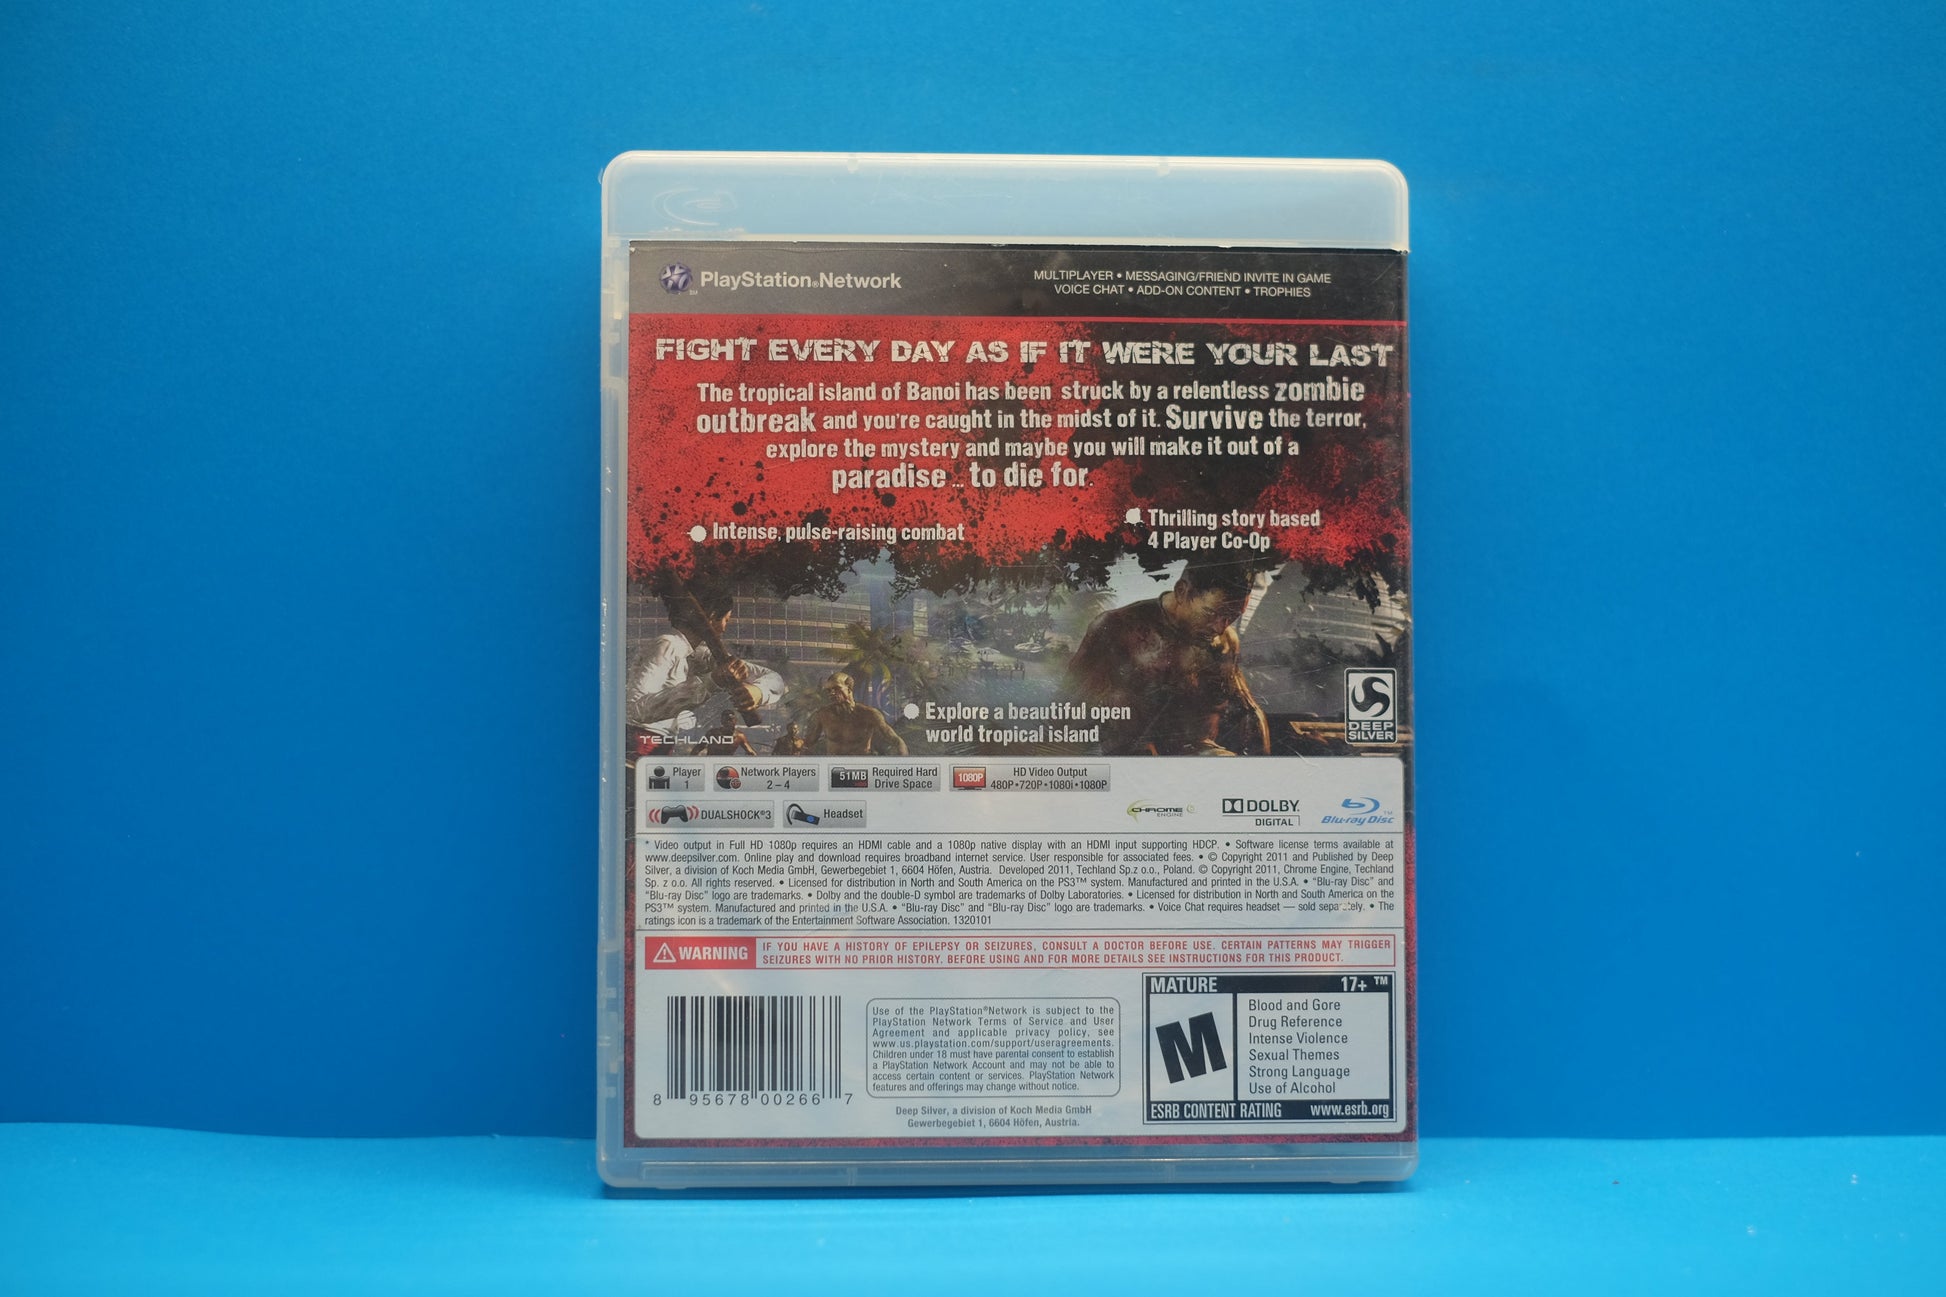 PlayStation®Network
SM
MULTIPLAYER • MESSAGING/FRIEND INVITE IN GAME
VOICE CHAT • ADD-ON CONTENT • TROPHIES
FIGHT EVERY DAY AS IF IT WERE YOUR LAST
The tropical island of Banoi has been struck by a relentless zombie
outbreak and you're caught in the midst of it. Survive the terror,
explore the mystery and maybe you will make it out of a
paradise ... to die for.
Intense, pulse-raising combat
Thrilling story based
4 Player Co-Op
Explore a beautiful open
world tropical island
TECHLAND
DEEP
SILVER
Player
1
Network Players
2 – 4
51MB
Required Hard
Drive Space
1080P
HD Video Output
480P•720P•1080i•1080P
DUALSHOCK®3
Headset
CHROME
ENGINE
DOLBY
DIGITAL
Blu-ray Disc™
* Video output in Full HD 1080p requires an HDMI cable and a 1080p native display with an HDMI input supporting HDCP. • Software license terms available at
www.deepsilver.com. Online play and download requires broadband internet service. User responsible for associated fees. • © Copyright 2011 and Published by Deep
Silver, a division of Koch Media GmbH, Gewerbegebiet 1, 6604 Höfen, Austria. Developed 2011, Techland Sp.z o.o., Poland. © Copyright 2011, Chrome Engine, Techland
Sp. z o.o. All rights reserved. • Licensed for distribution in North and South America on the PS3™ system. Manufactured and printed in the U.S.A. • "Blu-ray Disc" and
"Blu-ray Disc" logo are trademarks. • Dolby and the double-D symbol are trademarks of Dolby Laboratories. • Licensed for distribution in North and South America on the
PS3™ system. Manufactured and printed in the U.S.A. • "Blu-ray Disc" and "Blu-ray Disc" logo are trademarks. • Voice Chat requires headset — sold separately. • The
ratings icon is a trademark of the Entertainment Software Association. 1320101
WARNING
IF YOU HAVE A HISTORY OF EPILEPSY OR SEIZURES, CONSULT A DOCTOR BEFORE USE. CERTAIN PATTERNS MAY TRIGGER
SEIZURES WITH NO PRIOR HISTORY. BEFORE USING AND FOR MORE DETAILS SEE INSTRUCTIONS FOR THIS PRODUCT.
8 95678 00266 7
Use of the PlayStation®Network is subject to the
PlayStation Network Terms of Service and User
Agreement and applicable privacy policy, see
www.us.playstation.com/support/useragreements.
Children under 18 must have parental consent to establish
a PlayStation Network Account and may not be able to
access certain content or services. PlayStation Network
features and offerings may change without notice.
Deep Silver, a division of Koch Media GmbH
Gewerbegebiet 1, 6604 Höfen, Austria.
MATURE 17+ ™
M
Blood and Gore
Drug Reference
Intense Violence
Sexual Themes
Strong Language
Use of Alcohol
ESRB CONTENT RATING www.esrb.org